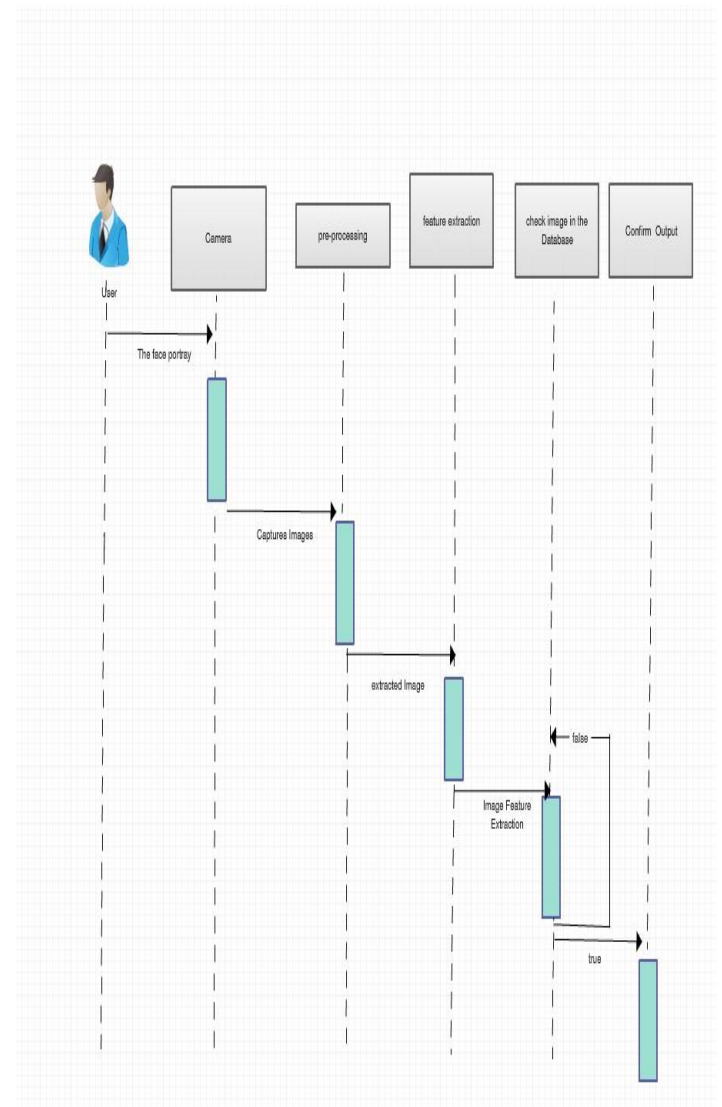 User
Camera
pre-processing
feature extraction
check image in the
Database
Confirm Output
The face portray
Captures Images
extracted Image
false
Image Feature
Extraction
true